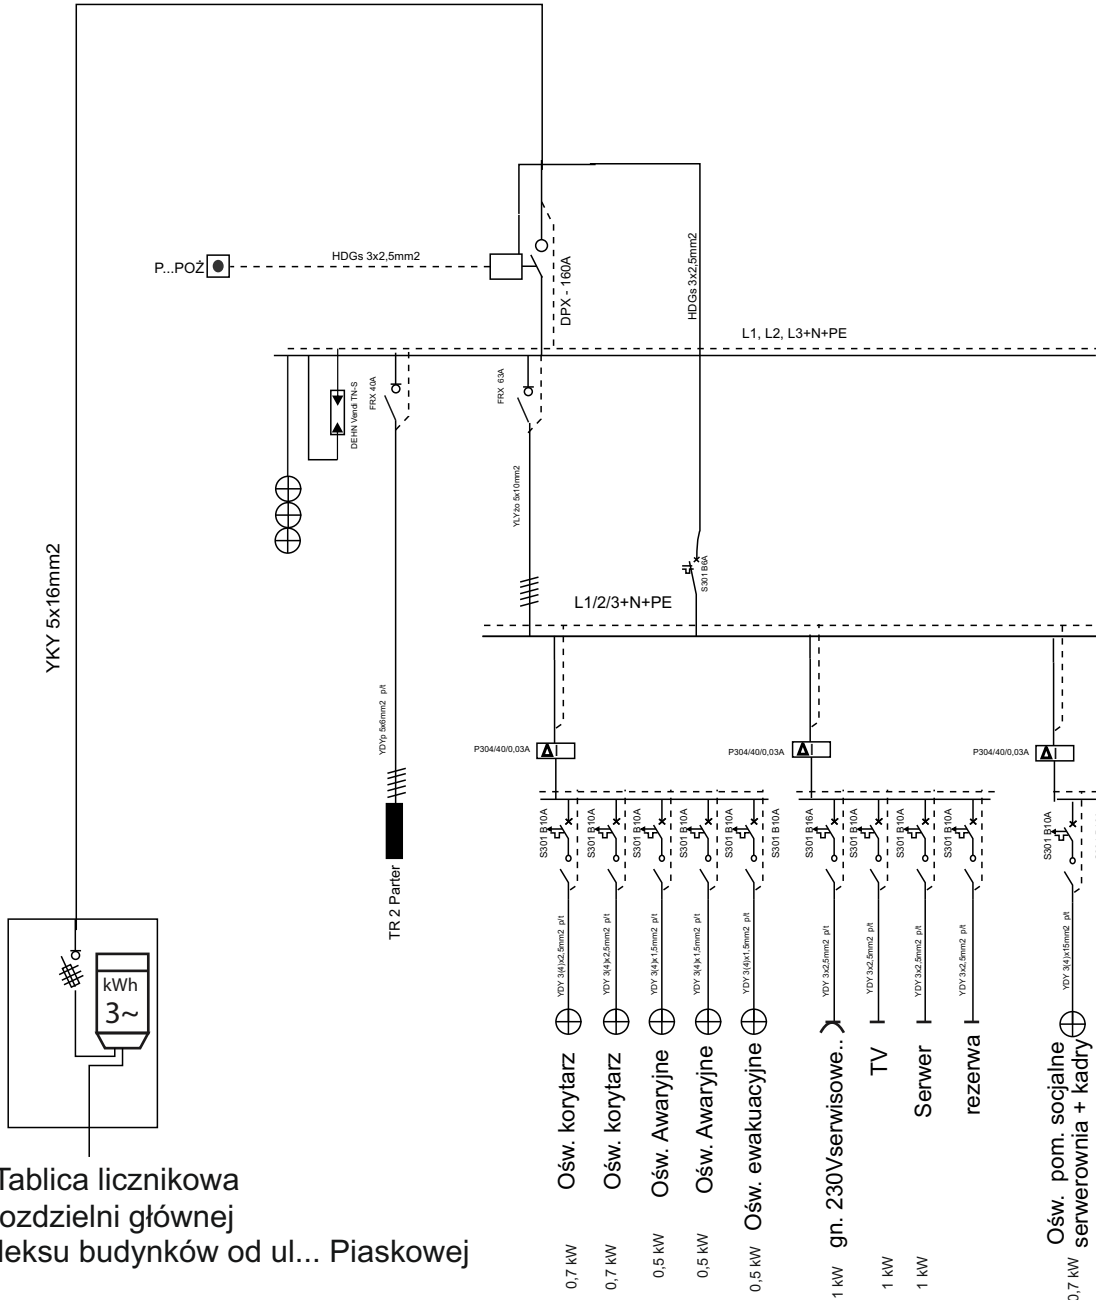 P...POŻ
HDGs 3x2,5mm2
DPX - 160A
HDGs 3x2,5mm2
L1, L2, L3+N+PE
DEHN Vendi TN-S
FRX 40A
FRX 63A
YLYżo 5x10mm2
S301 B6A
L1/2/3+N+PE
YKY 5x16mm2
YDYp 5x6mm2 p/t
TR 2 Parter
P304/40/0,03A
P304/40/0,03A
P304/40/0,03A
S301 B10A
S301 B10A
S301 B10A
S301 B10A
S301 B10A
S301 B10A
S301 B16A
S301 B10A
S301 B10A
S301 B10A
S301 B10A
YDY 3(4)x2,5mm2 p/t
YDY 3(4)x2,5mm2 p/t
YDY 3(4)x1,5mm2 p/t
YDY 3(4)x1,5mm2 p/t
YDY 3(4)x1,5mm2 p/t
YDY 3x2,5mm2 p/t
YDY 3x2,5mm2 p/t
YDY 3x2,5mm2 p/t
YDY 3x2,5mm2 p/t
YDY 3(4)x15mm2 p/t
Ośw. korytarz
Ośw. korytarz
Ośw. Awaryjne
Ośw. Awaryjne
Ośw. ewakuacyjne
gn. 230Vserwisowe..
TV
Serwer
rezerwa
Ośw. pom. socjalne
serwerownia + kadry
0,7 kW
0,7 kW
0,5 kW
0,5 kW
0,5 kW
1 kW
1 kW
1 kW
0,7 kW
kWh
3~
Tablica licznikowa
ozdzielni głównej
leksu budynków od ul... Piaskowej